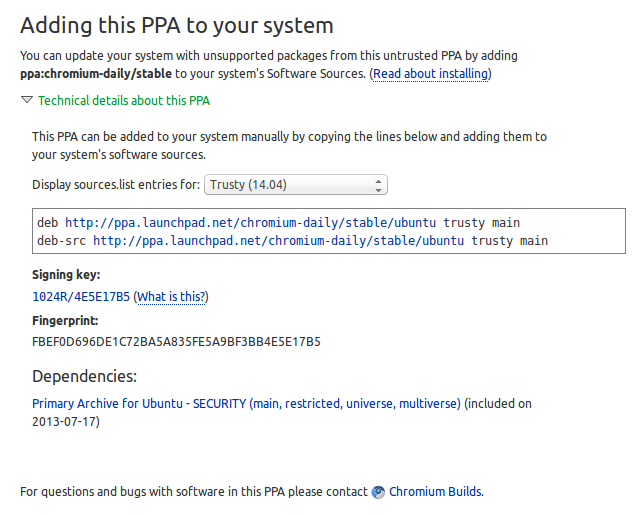 Adding this PPA to your system
You can update your system with unsupported packages from this untrusted PPA by adding
ppa:chromium-daily/stable to your system's Software Sources. (Read about installing)
Technical details about this PPA
This PPA can be added to your system manually by copying the lines below and adding them to
your system's software sources.
Display sources.list entries for: Trusty (14.04)
deb http://ppa.launchpad.net/chromium-daily/stable/ubuntu trusty main
deb-src http://ppa.launchpad.net/chromium-daily/stable/ubuntu trusty main
Signing key:
1024R/4E5E17B5 (What is this?)
Fingerprint:
FBEF0D696DE1C72BA5A835FE5A9BF3BB4E5E17B5
Dependencies:
Primary Archive for Ubuntu - SECURITY (main, restricted, universe, multiverse) (included on
2013-07-17)
For questions and bugs with software in this PPA please contact Chromium Builds.